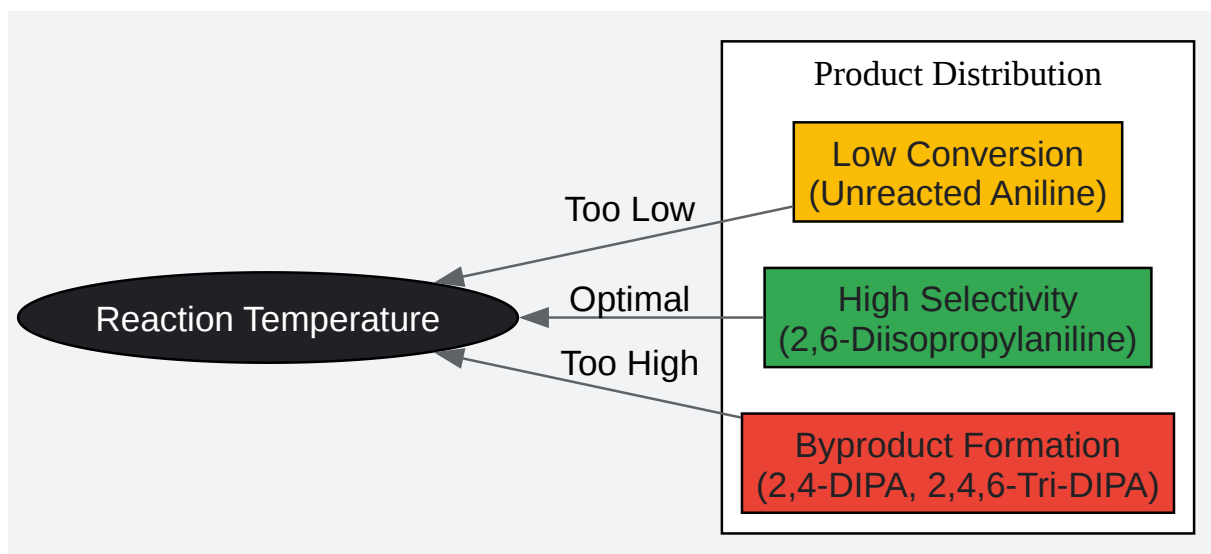 Product Distribution
Low Conversion
(Unreacted Aniline)
Too Low
Reaction Temperature
Optimal
High Selectivity
(2,6-Diisopropylaniline)
Too High
Byproduct Formation
(2,4-DIPA, 2,4,6-Tri-DIPA)